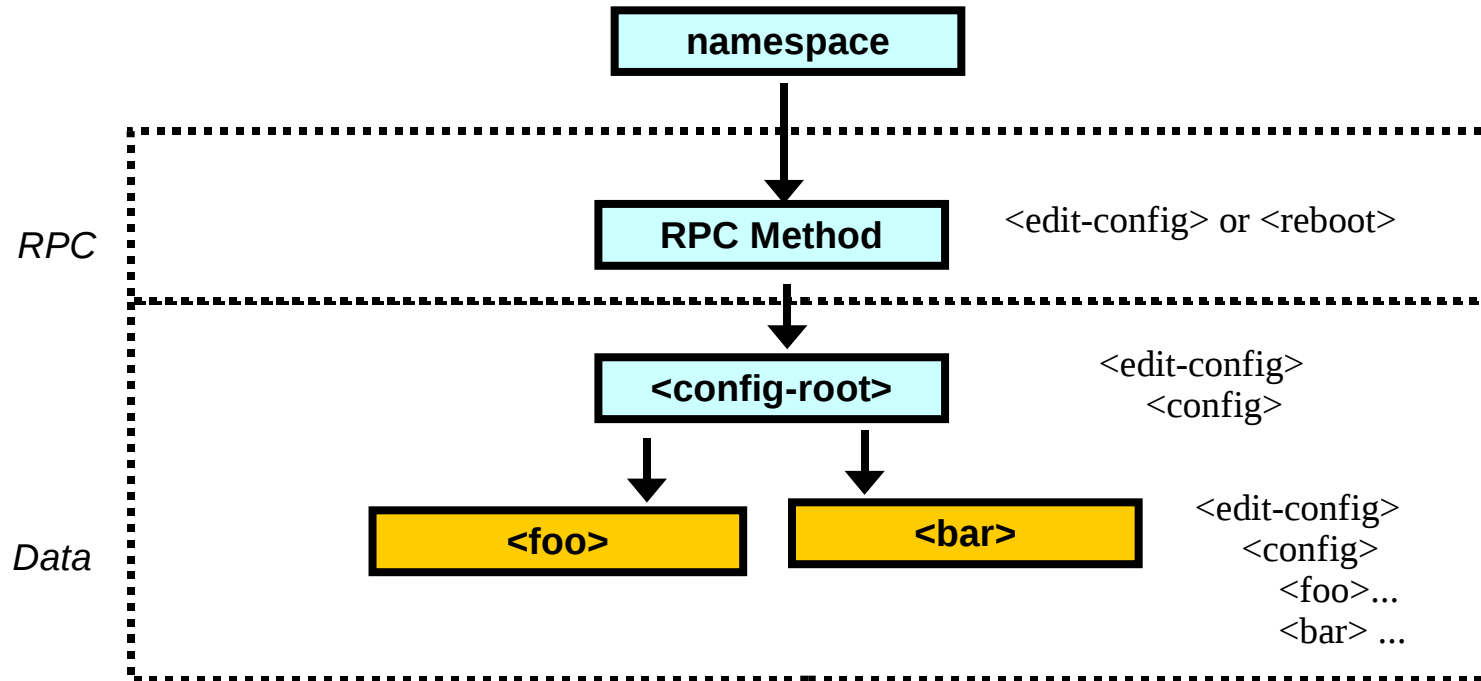 namespace
RPC
RPC Method
<edit-config> or <reboot>
<config-root>
<edit-config>
<config>
Data
<foo>
<bar>
<edit-config>
<config>
<foo>...
<bar> ...